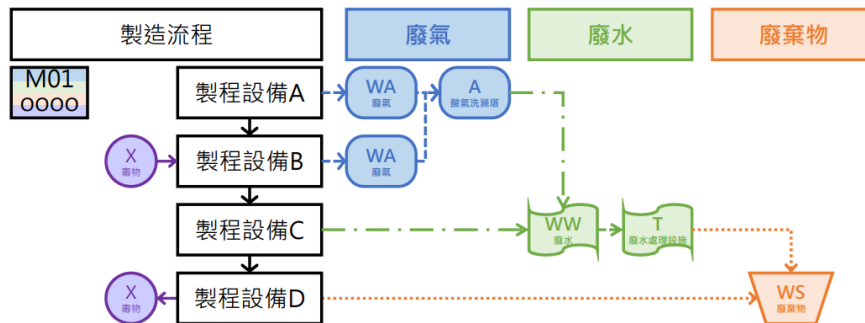 製造流程
廢氣
廢水
廢棄物
M01
OOOO
製程設備A
WA
廢氣
A
酸氣洗滌塔
X
毒物
製程設備B
WA
廢氣
製程設備C
WW
廢水
T
廢水處理設施
X
毒物
製程設備D
WS
廢棄物